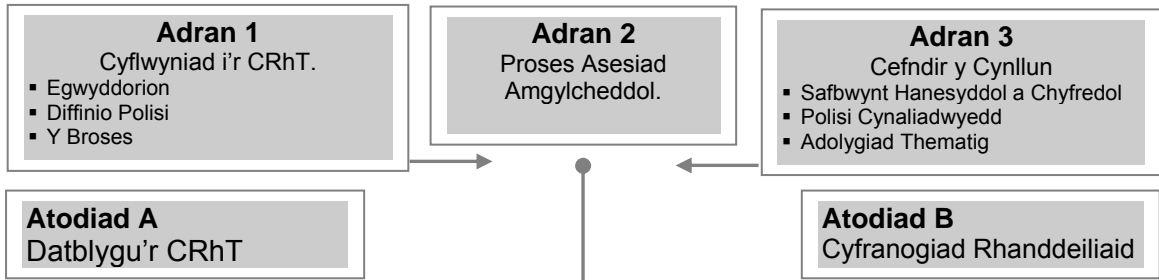 Adran 1
Cyflwyniad i'r CRhT.
▪ Egwyddorion
▪ Diffinio Polisi
▪ Y Broses
Adran 2
Proses Asesiad
Amgylcheddol.
Adran 3
Cefndir y Cynllun
▪ Safbwynt Hanesyddol a Chyfredol
▪ Polisi Cynaliadwyedd
▪ Adolygiad Thematig
Atodiad A
Datblygu'r CRhT
Atodiad B
Cyfranogiad Rhanddeiliaid